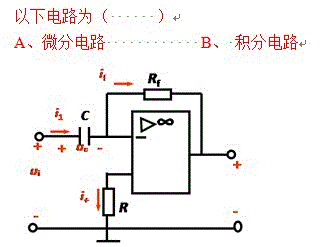 以下电路为（······）
A、微分电路············B、·积分电路
i_f R_f
i_1 C ▷ ∞
+ + u_c - -
u_i +
i_+ R
- -